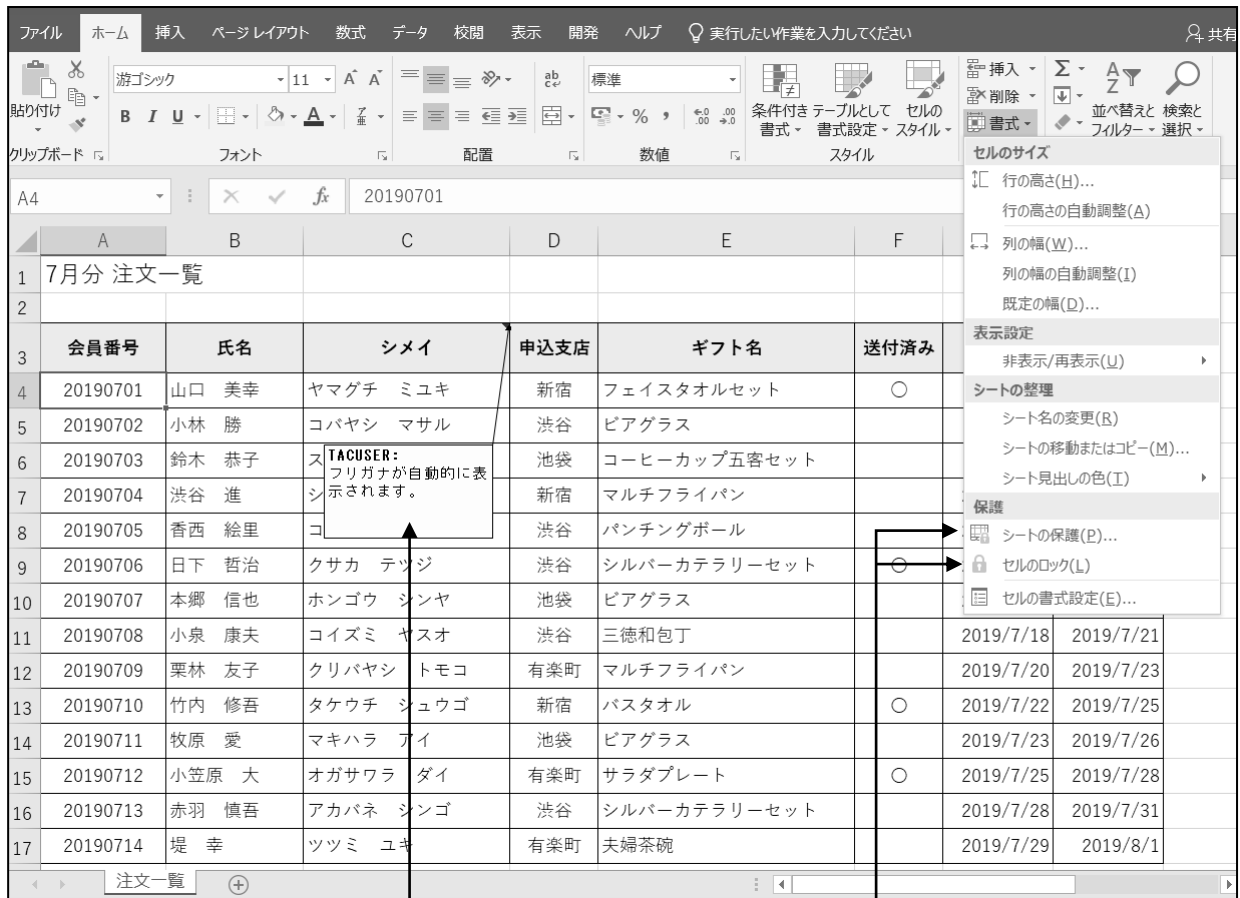 ファイル ホーム 挿入 ページ レイアウト 数式 データ 校閲 表示 開発 ヘルプ 実行したい作業を入力してください 共有
貼り付け
游ゴシック 11
標準
条件付き書式 テーブルとして書式設定 セルのスタイル
挿入
削除
書式
並べ替えとフィルター 検索と選択
クリップボード フォント 配置 数値 スタイル
A4 fx 20190701
A B C D E F
1 7月分 注文一覧
2
3 会員番号 氏名 シメイ 申込支店 ギフト名 送付済み
4 20190701 山口 美幸 ヤマグチ ミユキ 新宿 フェイスタオルセット ○
5 20190702 小林 勝 コバヤシ マサル 渋谷 ビアグラス
6 20190703 鈴木 恭子 ス 池袋 コーヒーカップ五客セット
7 20190704 渋谷 進 シ 新宿 マルチフライパン
8 20190705 香西 絵里 コ 渋谷 パンチングボール
9 20190706 日下 哲治 クサカ テツジ 渋谷 シルバーカテラリーセット ○
10 20190707 本郷 信也 ホンゴウ シンヤ 池袋 ビアグラス
11 20190708 小泉 康夫 コイズミ ヤスオ 渋谷 三徳和包丁 2019/7/18 2019/7/21
12 20190709 栗林 友子 クリバヤシ トモコ 有楽町 マルチフライパン 2019/7/20 2019/7/23
13 20190710 竹内 修吾 タケウチ シュウゴ 新宿 バスタオル ○ 2019/7/22 2019/7/25
14 20190711 牧原 愛 マキハラ アイ 池袋 ビアグラス 2019/7/23 2019/7/26
15 20190712 小笠原 大 オガサワラ ダイ 有楽町 サラダプレート ○ 2019/7/25 2019/7/28
16 20190713 赤羽 慎吾 アカバネ シンゴ 渋谷 シルバーカテラリーセット 2019/7/28 2019/7/31
17 20190714 堤 幸 ツツミ ユキ 有楽町 夫婦茶碗 2019/7/29 2019/8/1
TACUSER:
フリガナが自動的に表
示されます。
セルのサイズ
行の高さ(H)...
行の高さの自動調整(A)
列の幅(W)...
列の幅の自動調整(I)
既定の幅(D)...
表示設定
非表示/再表示(U)
シートの整理
シート名の変更(R)
シートの移動またはコピー(M)...
シート見出しの色(T)
保護
シートの保護(P)...
セルのロック(L)
セルの書式設定(E)...
注文一覧